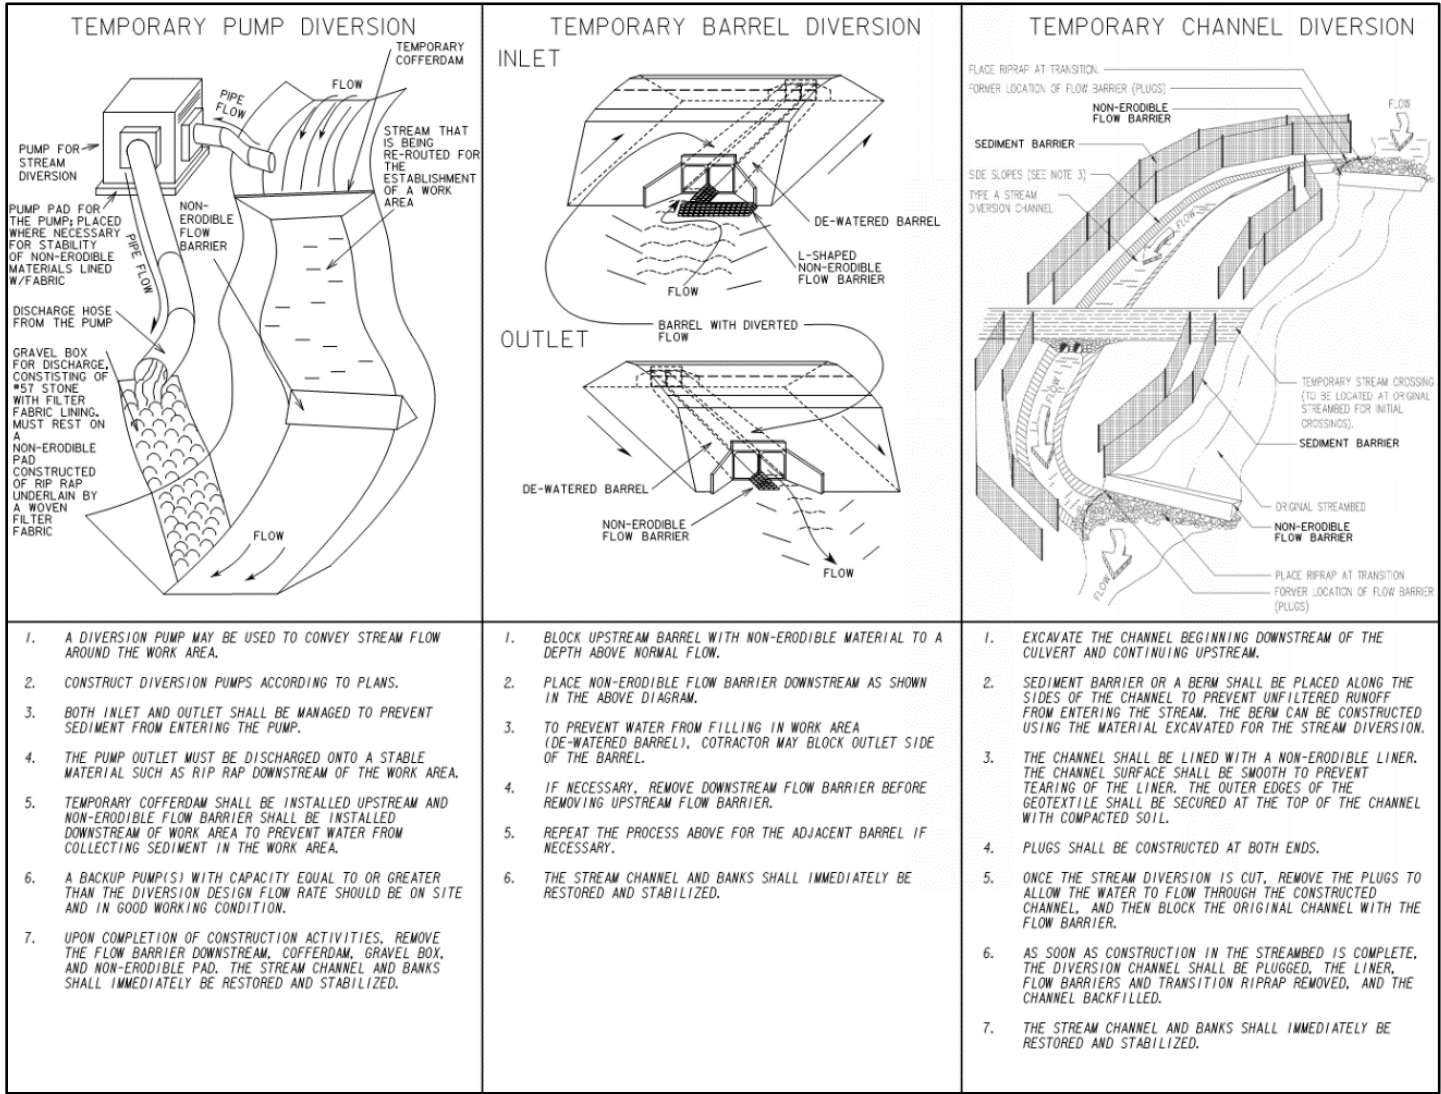 TEMPORARY PUMP DIVERSION
TEMPORARY
COFFERDAM
FLOW
PIPE
FLOW
STREAM THAT
IS BEING
RE-ROUTED FOR
THE
ESTABLISHMENT
OF A WORK
AREA
PUMP FOR
STREAM
DIVERSION
NON-
ERODIBLE
FLOW
BARRIER
PUMP PAD FOR
THE PUMP; PLACED
WHERE NECESSARY
FOR STABILITY
OF NON-ERODIBLE
MATERIALS LINED
W/FABRIC
PIPE FLOW
DISCHARGE HOSE
FROM THE PUMP
GRAVEL BOX
FOR DISCHARGE,
CONSTISTING OF
#57 STONE
WITH FILTER
FABRIC LINING.
MUST REST ON
A
NON-ERODIBLE
PAD
CONSTRUCTED
OF RIP RAP
UNDERLAIN BY
A WOVEN
FILTER
FABRIC
FLOW
1. A DIVERSION PUMP MAY BE USED TO CONVEY STREAM FLOW
AROUND THE WORK AREA.
2. CONSTRUCT DIVERSION PUMPS ACCORDING TO PLANS.
3. BOTH INLET AND OUTLET SHALL BE MANAGED TO PREVENT
SEDIMENT FROM ENTERING THE PUMP.
4. THE PUMP OUTLET MUST BE DISCHARGED ONTO A STABLE
MATERIAL SUCH AS RIP RAP DOWNSTREAM OF THE WORK AREA.
5. TEMPORARY COFFERDAM SHALL BE INSTALLED UPSTREAM AND
NON-ERODIBLE FLOW BARRIER SHALL BE INSTALLED
DOWNSTREAM OF WORK AREA TO PREVENT WATER FROM
COLLECTING SEDIMENT IN THE WORK AREA.
6. A BACKUP PUMP(S) WITH CAPACITY EQUAL TO OR GREATER
THAN THE DIVERSION DESIGN FLOW RATE SHOULD BE ON SITE
AND IN GOOD WORKING CONDITION.
7. UPON COMPLETION OF CONSTRUCTION ACTIVITIES, REMOVE
THE FLOW BARRIER DOWNSTREAM, COFFERDAM, GRAVEL BOX,
AND NON-ERODIBLE PAD. THE STREAM CHANNEL AND BANKS
SHALL IMMEDIATELY BE RESTORED AND STABILIZED.
TEMPORARY BARREL DIVERSION
INLET
DE-WATERED BARREL
L-SHAPED
NON-ERODIBLE
FLOW BARRIER
FLOW
BARREL WITH DIVERTED
FLOW
OUTLET
DE-WATERED BARREL
NON-ERODIBLE
FLOW BARRIER
FLOW
1. BLOCK UPSTREAM BARREL WITH NON-ERODIBLE MATERIAL TO A
DEPTH ABOVE NORMAL FLOW.
2. PLACE NON-ERODIBLE FLOW BARRIER DOWNSTREAM AS SHOWN
IN THE ABOVE DIAGRAM.
3. TO PREVENT WATER FROM FILLING IN WORK AREA
(DE-WATERED BARREL), COTRACTOR MAY BLOCK OUTLET SIDE
OF THE BARREL.
4. IF NECESSARY, REMOVE DOWNSTREAM FLOW BARRIER BEFORE
REMOVING UPSTREAM FLOW BARRIER.
5. REPEAT THE PROCESS ABOVE FOR THE ADJACENT BARREL IF
NECESSARY.
6. THE STREAM CHANNEL AND BANKS SHALL IMMEDIATELY BE
RESTORED AND STABILIZED.
TEMPORARY CHANNEL DIVERSION
PLACE RIPRAP AT TRANSITION.
FORMER LOCATION OF FLOW BARRIER (PLUGS)
NON-ERODIBLE
FLOW BARRIER
FLOW
SEDIMENT BARRIER
SIDE SLOPES (SEE NOTE 3)
TYPE A STREAM
DIVERSION CHANNEL
FLOW
TEMPORARY STREAM CROSSING
(TO BE LOCATED AT ORIGINAL
STREAMBED FOR INITIAL
CROSSINGS).
FLOW
SEDIMENT BARRIER
ORIGINAL STREAMBED
NON-ERODIBLE
FLOW BARRIER
FLOW
PLACE RIPRAP AT TRANSITION
FORMER LOCATION OF FLOW BARRIER
(PLUGS)
1. EXCAVATE THE CHANNEL BEGINNING DOWNSTREAM OF THE
CULVERT AND CONTINUING UPSTREAM.
2. SEDIMENT BARRIER OR A BERM SHALL BE PLACED ALONG THE
SIDES OF THE CHANNEL TO PREVENT UNFILTERED RUNOFF
FROM ENTERING THE STREAM. THE BERM CAN BE CONSTRUCTED
USING THE MATERIAL EXCAVATED FOR THE STREAM DIVERSION.
3. THE CHANNEL SHALL BE LINED WITH A NON-ERODIBLE LINER.
THE CHANNEL SURFACE SHALL BE SMOOTH TO PREVENT
TEARING OF THE LINER. THE OUTER EDGES OF THE
GEOTEXTILE SHALL BE SECURED AT THE TOP OF THE CHANNEL
WITH COMPACTED SOIL.
4. PLUGS SHALL BE CONSTRUCTED AT BOTH ENDS.
5. ONCE THE STREAM DIVERSION IS CUT, REMOVE THE PLUGS TO
ALLOW THE WATER TO FLOW THROUGH THE CONSTRUCTED
CHANNEL, AND THEN BLOCK THE ORIGINAL CHANNEL WITH THE
FLOW BARRIER.
6. AS SOON AS CONSTRUCTION IN THE STREAMBED IS COMPLETE,
THE DIVERSION CHANNEL SHALL BE PLUGGED, THE LINER,
FLOW BARRIERS AND TRANSITION RIPRAP REMOVED, AND THE
CHANNEL BACKFILLED.
7. THE STREAM CHANNEL AND BANKS SHALL IMMEDIATELY BE
RESTORED AND STABILIZED.